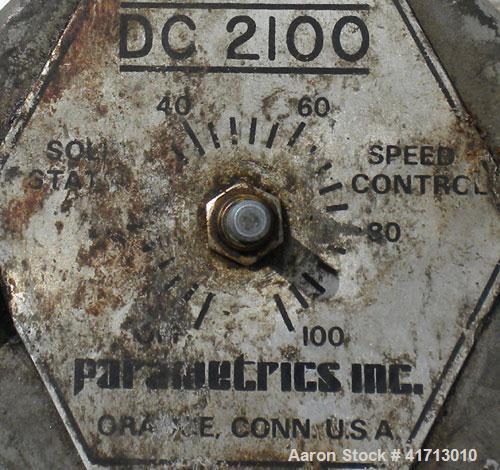 DC 2100
40 60
SPEED
CONTROL
80
100
Parametrics Inc.
CONN. U.S.A.
Aaron Stock # 41713010